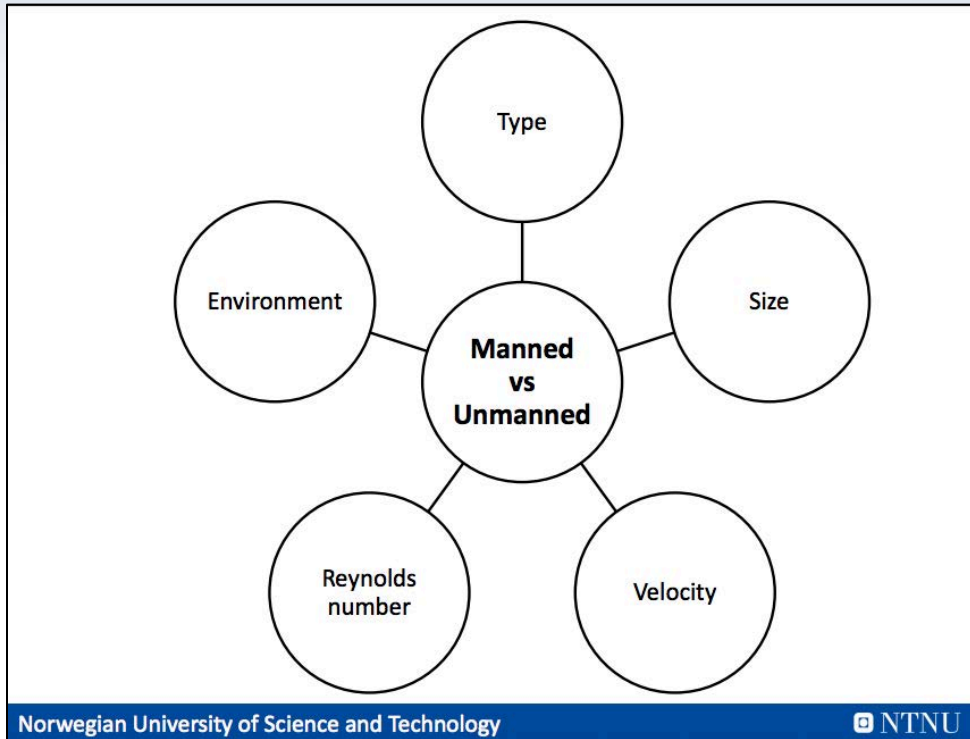 Type
Environment
Size
Manned
vs
Unmanned
Reynolds
number
Velocity
Norwegian University of Science and Technology
NTNU